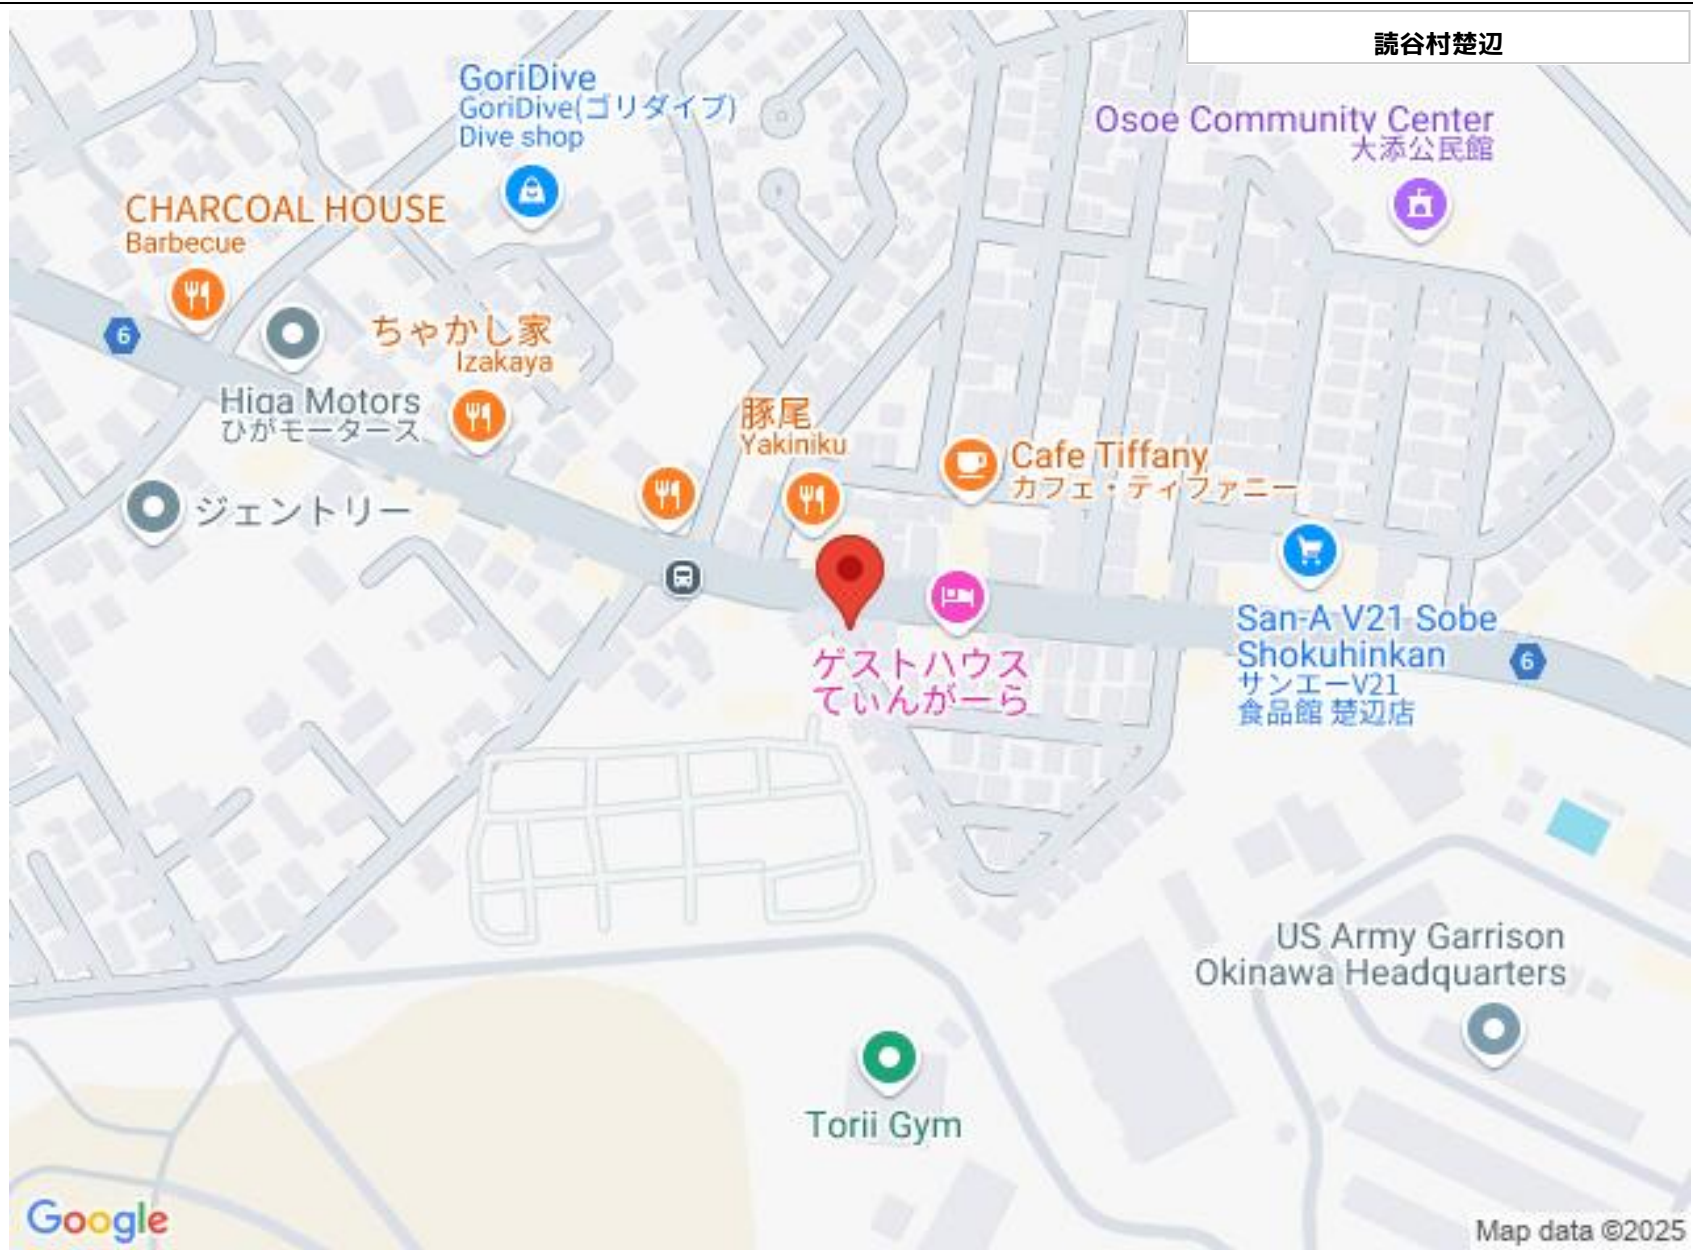 読谷村楚辺
GoriDive
GoriDive(ゴリダイブ)
Dive shop
Osoe Community Center
大添公民館
CHARCOAL HOUSE
Barbecue
6
ちゃかし家
Izakaya
Higa Motors
ひがモータース
豚尾
Yakiniku
Cafe Tiffany
カフェ・ティファニー
ジェントリー
San-A V21 Sobe
Shokuhinkan
サンエーV21
食品館 楚辺店
6
ゲストハウス
てぃんがーら
US Army Garrison
Okinawa Headquarters
Torii Gym
Google
Map data ©2025